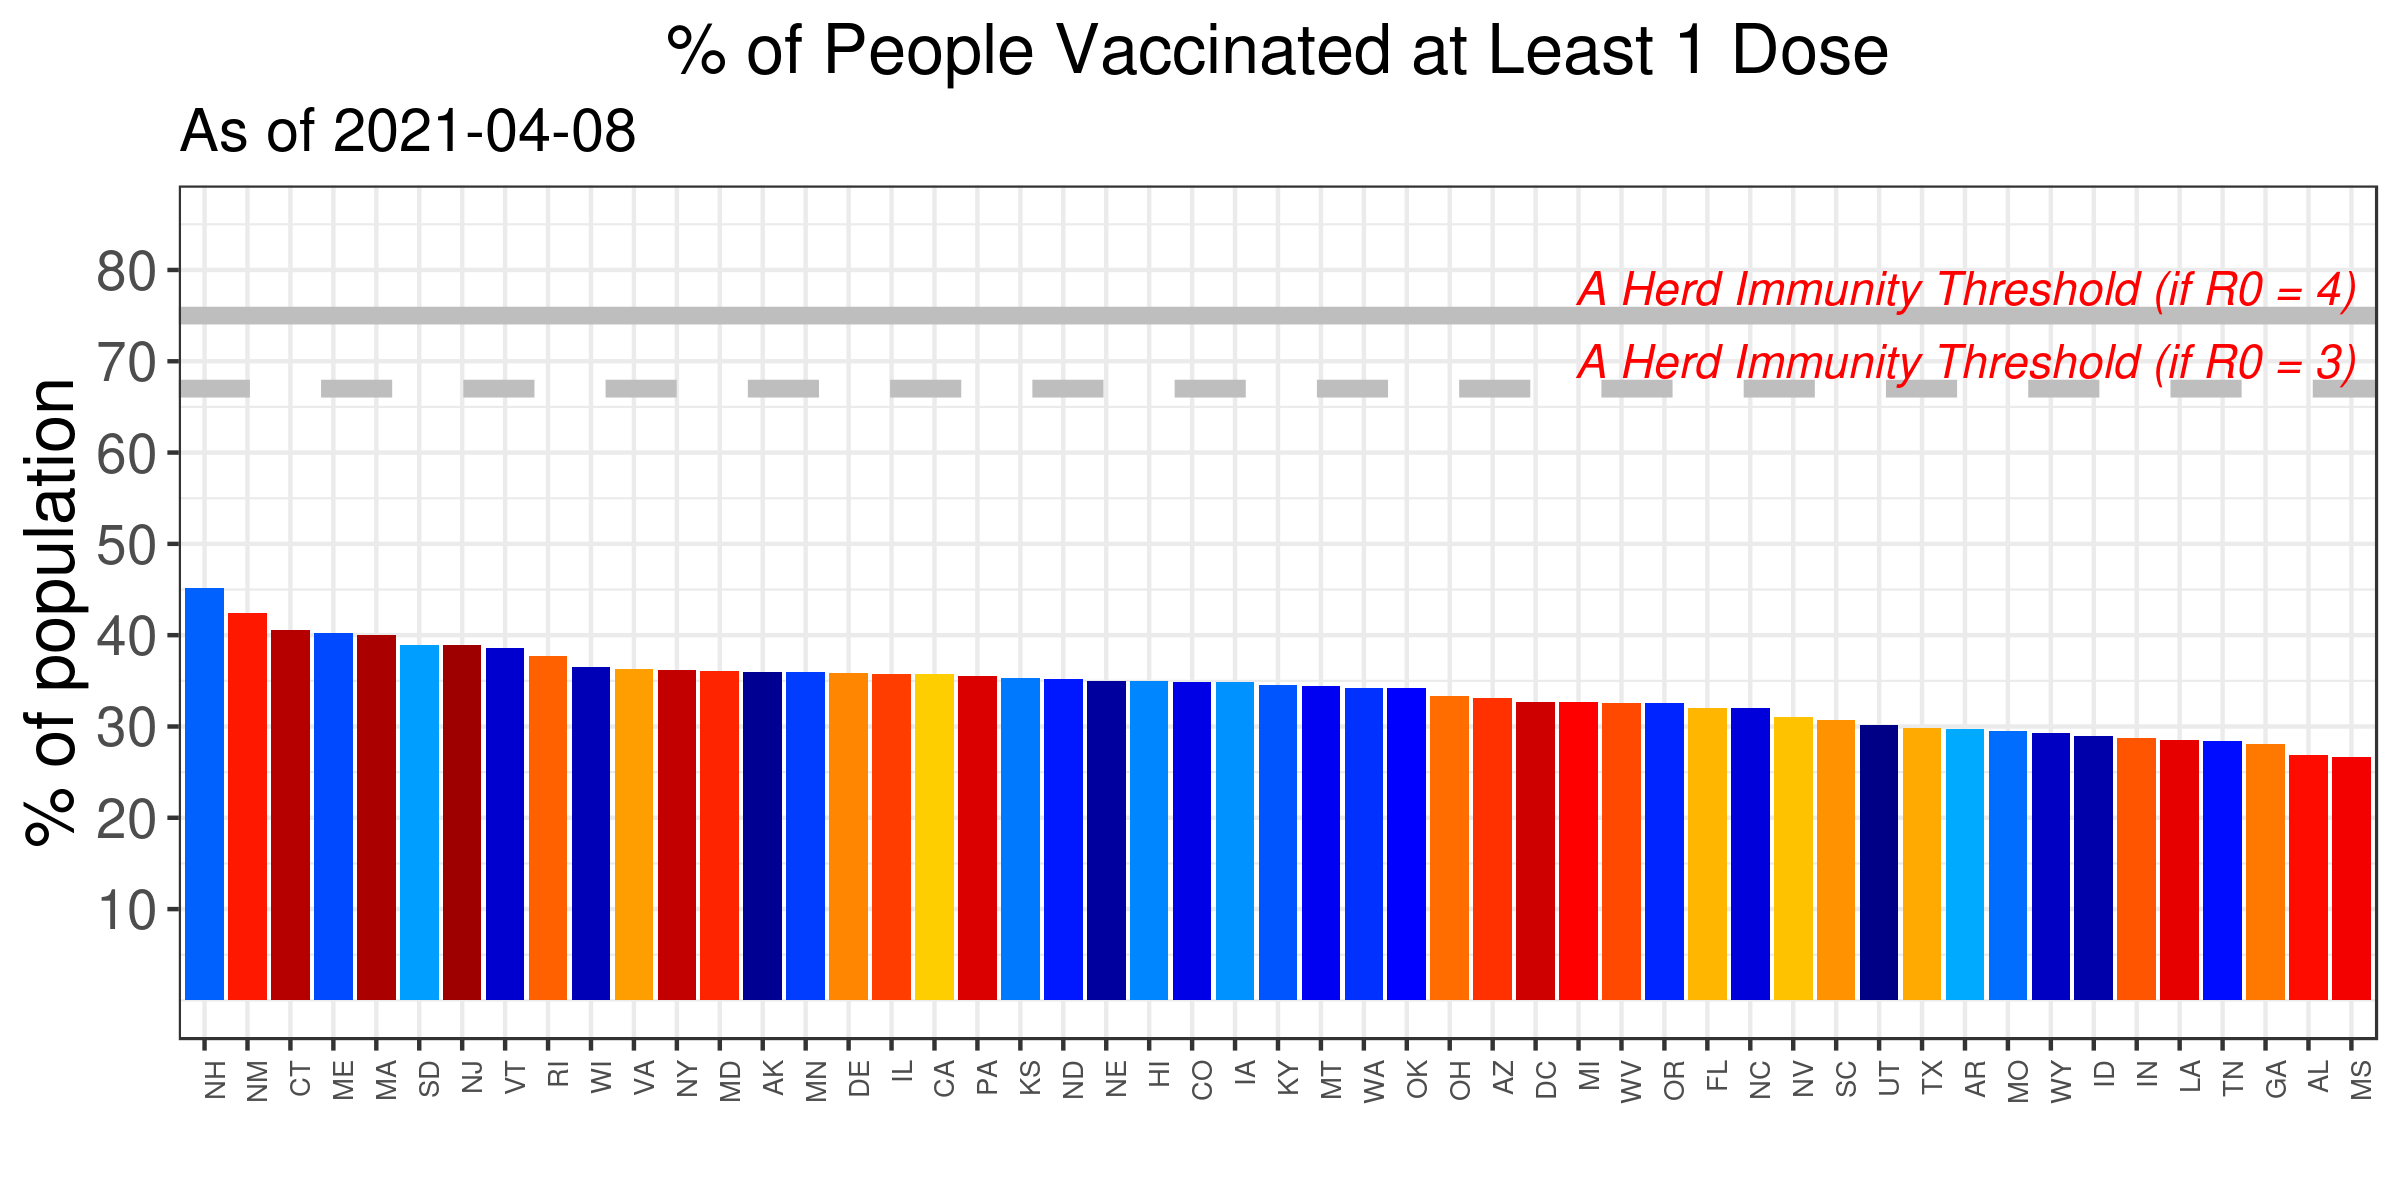 % of People Vaccinated at Least 1 Dose
As of 2021-04-08
% of population
80
70
60
50
40
30
20
10
A Herd Immunity Threshold (if R0 = 4)
A Herd Immunity Threshold (if R0 = 3)
NH NM CT ME MA SD NJ VT RI WI VA NY MD AK MN DE IL CA PA KS ND NE HI CO IA KY MT WA OK OH AZ DC MI WV OR FL NC NV SC UT TX AR MO WY ID IN LA TN GA AL MS